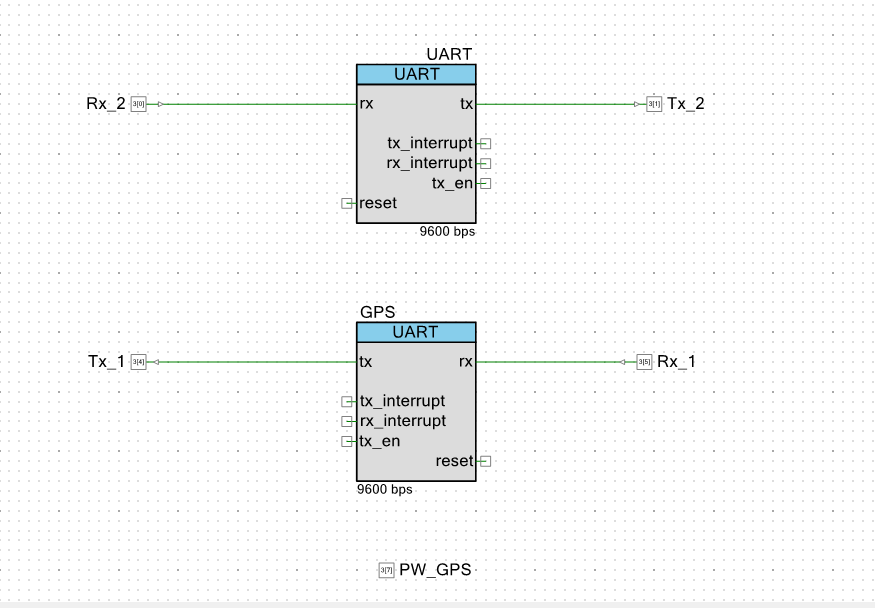 UART
UART
Rx_2 3[0] rx tx 3[1] Tx_2
tx_interrupt
rx_interrupt
tx_en
reset
9600 bps
GPS
UART
Tx_1 3[4] tx rx 3[5] Rx_1
tx_interrupt
rx_interrupt
tx_en
reset
9600 bps
3[7] PW_GPS